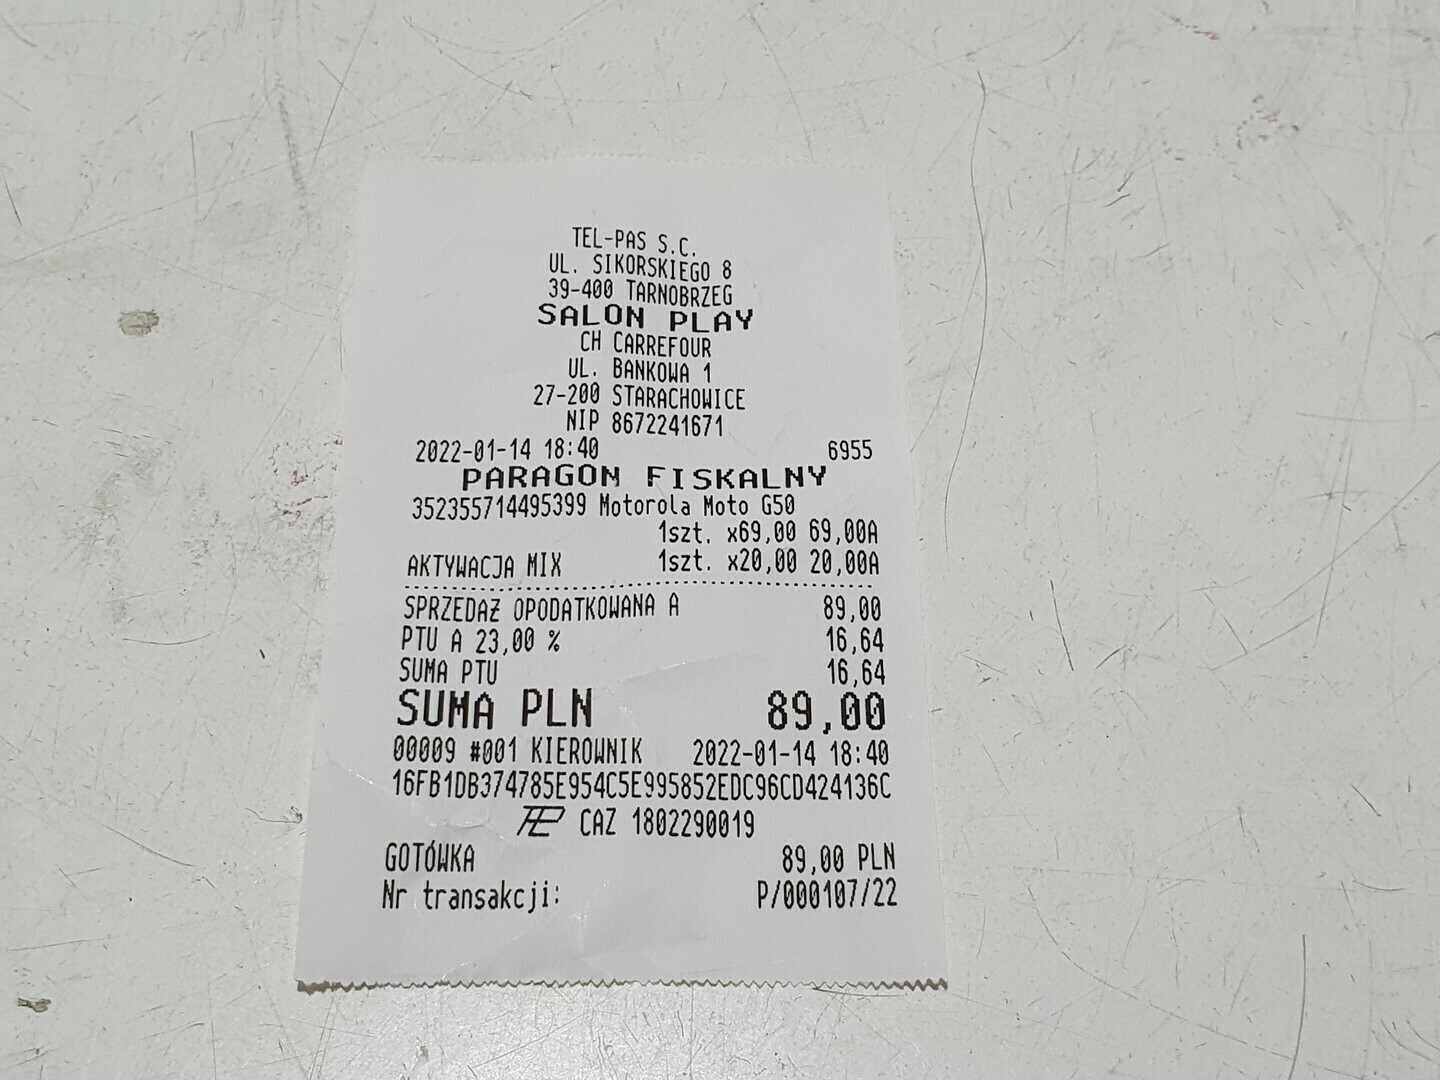 TEL-PAS S.C.
UL. SIKORSKIEGO 8
39-400 TARNOBRZEG
SALON PLAY
CH CARREFOUR
UL. BANKOWA 1
27-200 STARACHOWICE
NIP 8672241671
2022-01-14 18:40 6955
PARAGON FISKALNY
352355714495399 Motorola Moto G50
1szt. x69,00 69,00A
AKTYWACJA MIX 1szt. x20,00 20,00A
SPRZEDAŻ OPODATKOWANA A 89,00
PTU A 23,00 % 16,64
SUMA PTU 16,64
SUMA PLN 89,00
00009 #001 KIEROWNIK 2022-01-14 18:40
16FB1DB374785E954C5E995852EDC96CD424136C
CAZ 1802290019
GOTÓWKA 89,00 PLN
Nr transakcji: P/000107/22